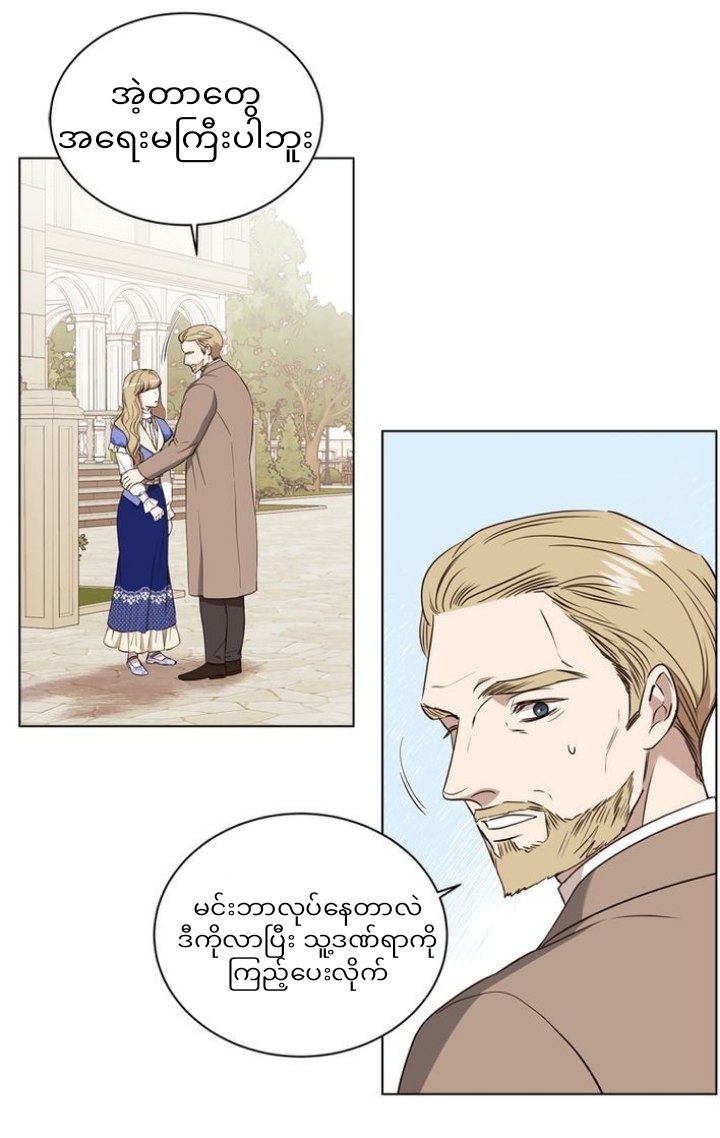 အဲ့တာတွေ
အရေးမကြီးပါဘူး
မင်းဘာလုပ်နေတာလဲ
ဒီကိုလာပြီး သူ့ဒဏ်ရာကို
ကြည့်ပေးလိုက်